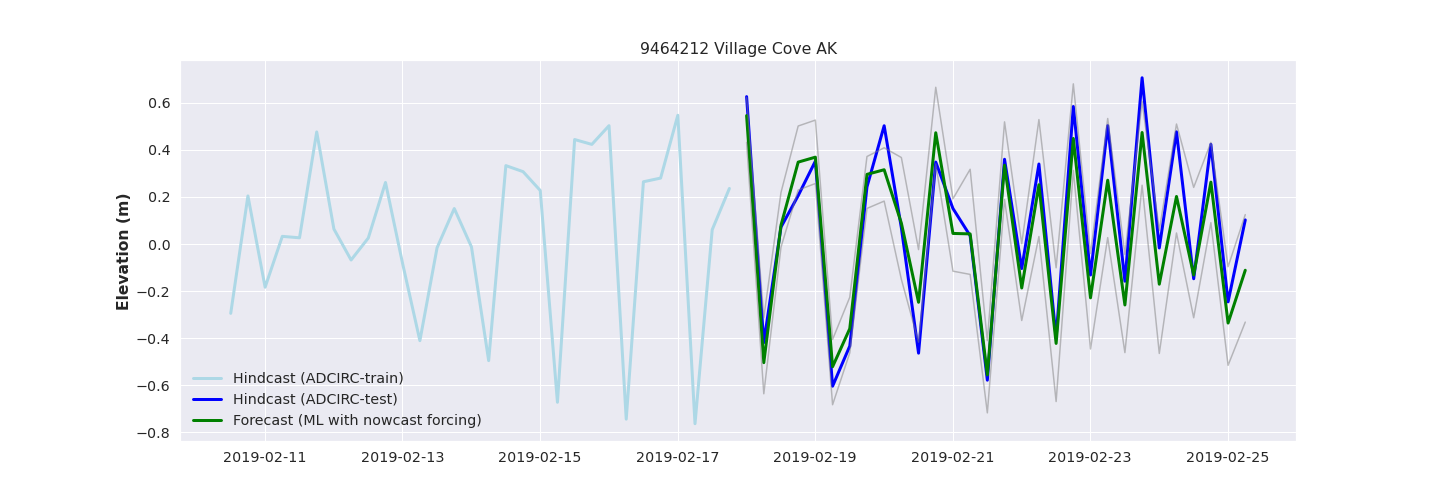 9464212 Village Cove AK
Elevation (m)
0.6
0.4
0.2
0.0
−0.2
−0.4
−0.6
−0.8
Hindcast (ADCIRC-train)
Hindcast (ADCIRC-test)
Forecast (ML with nowcast forcing)
2019-02-11 2019-02-13 2019-02-15 2019-02-17 2019-02-19 2019-02-21 2019-02-23 2019-02-25